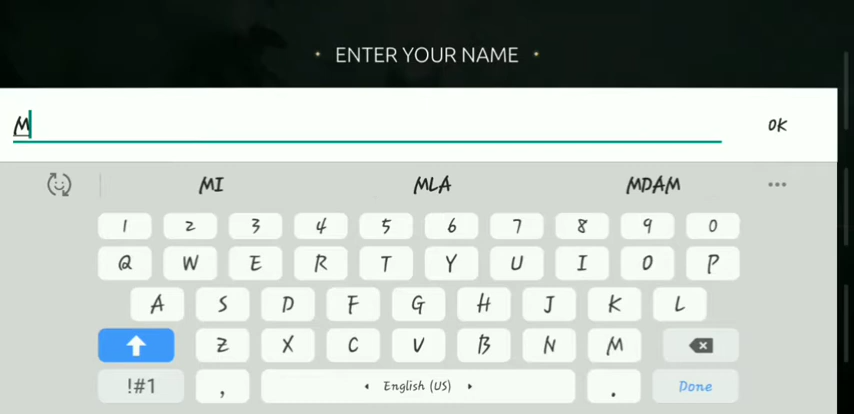 ENTER YOUR NAME
M
OK
MI MLA MDAM
1 2 3 4 5 6 7 8 9 0
Q W E R T Y U I O P
A S D F G H J K L
Z X C V B N M
!#1 , English (US) . Done